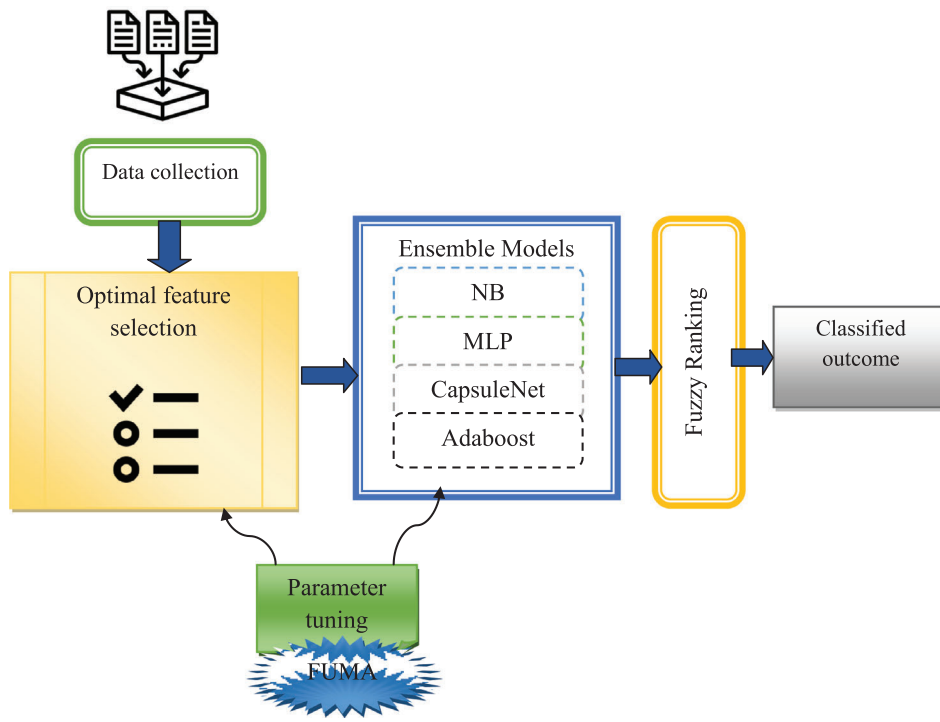 Data collection
Optimal feature
selection
Ensemble Models
NB
MLP
CapsuleNet
Adaboost
Fuzzy Ranking
Classified
outcome
Parameter
tuning
FUMA